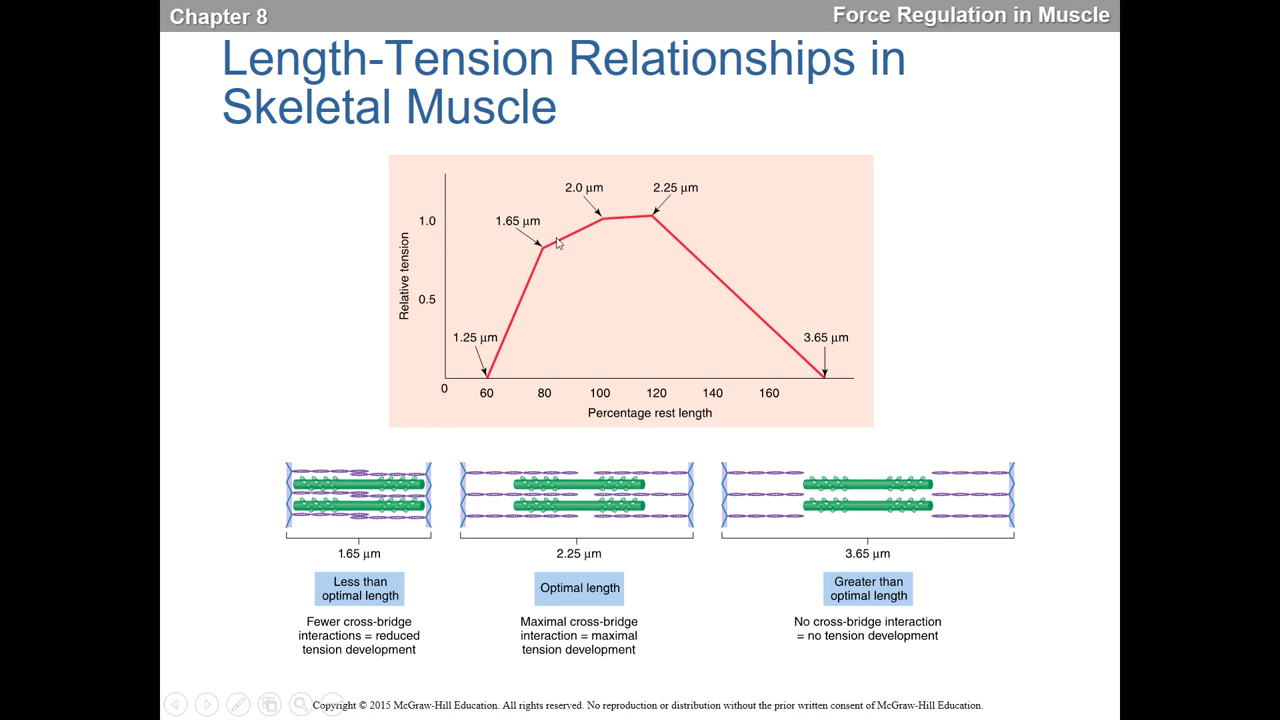 Chapter 8
Force Regulation in Muscle
Length-Tension Relationships in
Skeletal Muscle
2.0 μm
2.25 μm
1.65 μm
1.0
Relative tension
0.5
1.25 μm
3.65 μm
0
60
80
100
120
140
160
Percentage rest length
1.65 μm
2.25 μm
3.65 μm
Less than
optimal length
Optimal length
Greater than
optimal length
Fewer cross-bridge
interactions = reduced
tension development
Maximal cross-bridge
interaction = maximal
tension development
No cross-bridge interaction
= no tension development
Copyright © 2015 McGraw-Hill Education. All rights reserved. No reproduction or distribution without the prior written consent of McGraw-Hill Education.